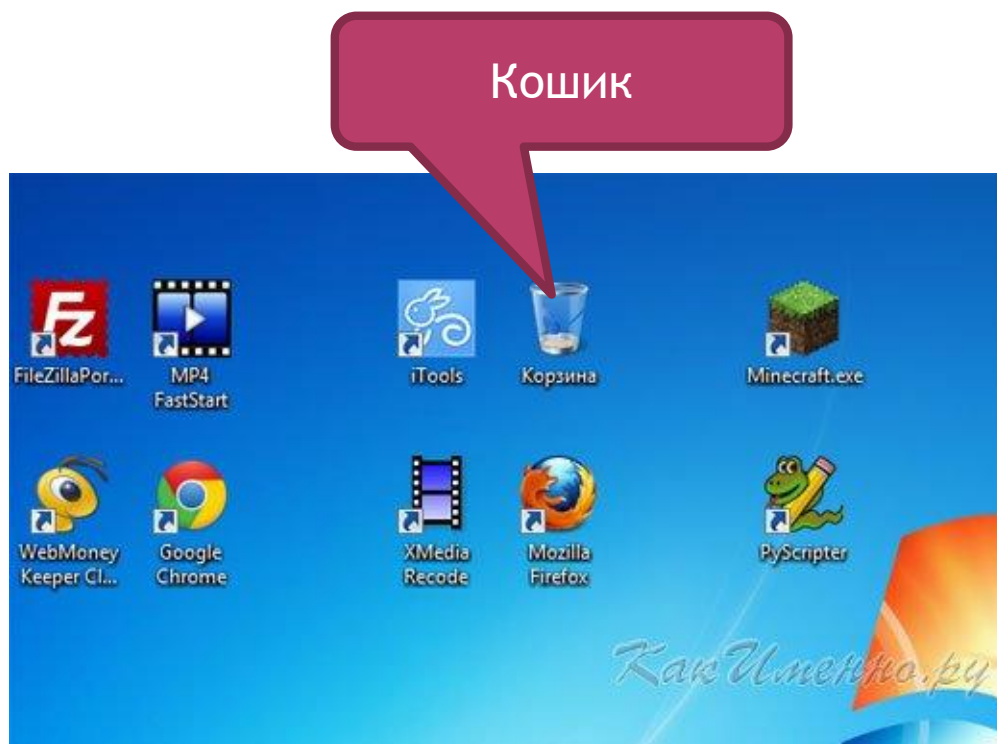 Кошик
FileZillaPor...
MP4
FastStart
iTools
Корзина
Minecraft.exe
WebMoney
Keeper Cl...
Google
Chrome
XMedia
Recode
Mozilla
Firefox
PyScripter
КакИменно.ру